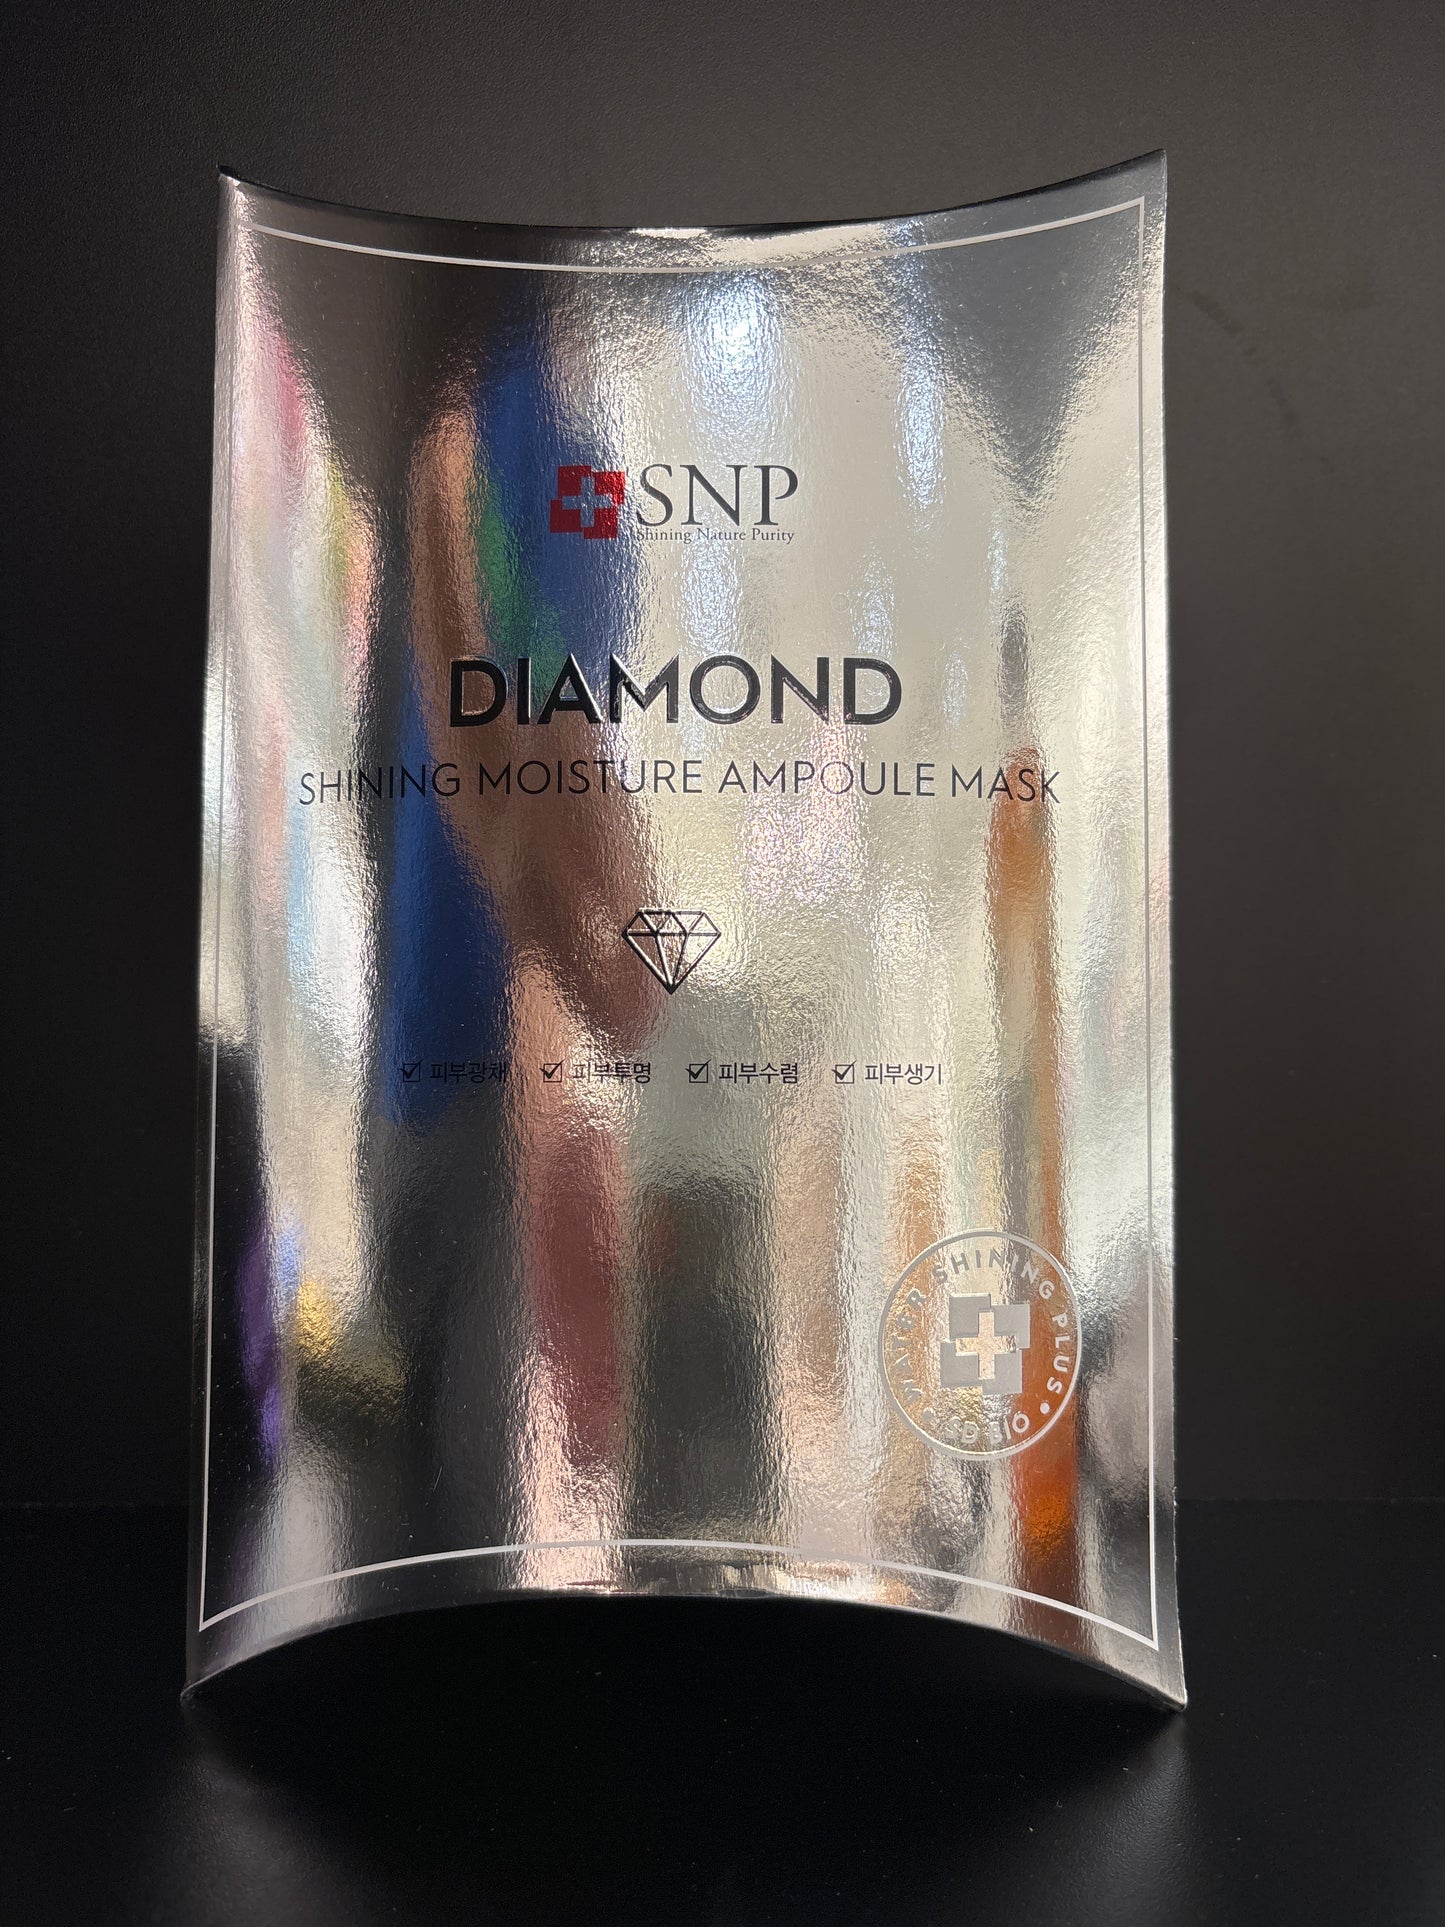 SNP
Shining Nature Purity
DIAMOND
SHINING MOISTURE AMPOULE MASK
피부광채 피부투명 피부수렴 피부생기
WATER SHINING PLUS • SD BIO •